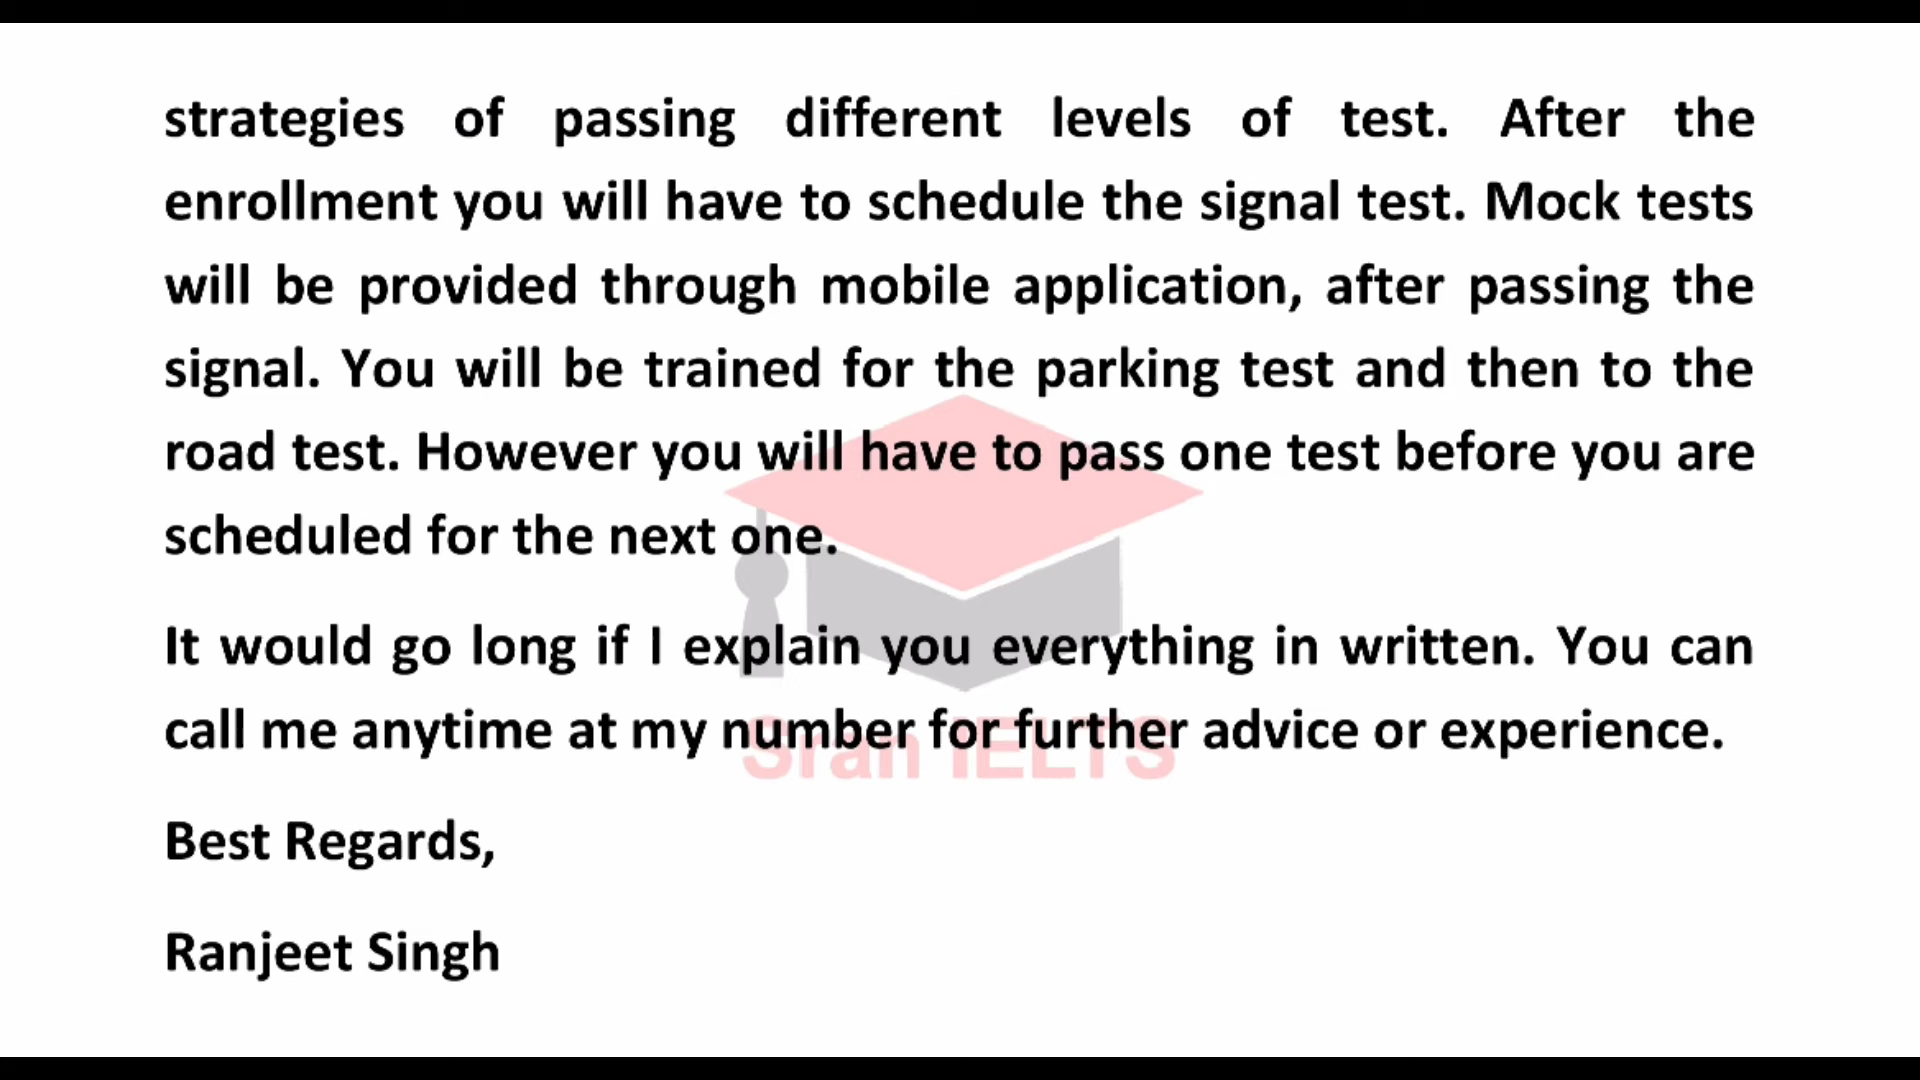 strategies of passing different levels of test. After the
enrollment you will have to schedule the signal test. Mock tests
will be provided through mobile application, after passing the
signal. You will be trained for the parking test and then to the
road test. However you will have to pass one test before you are
scheduled for the next one.
It would go long if I explain you everything in written. You can
call me anytime at my number for further advice or experience.
Sran IELTS
Best Regards,
Ranjeet Singh